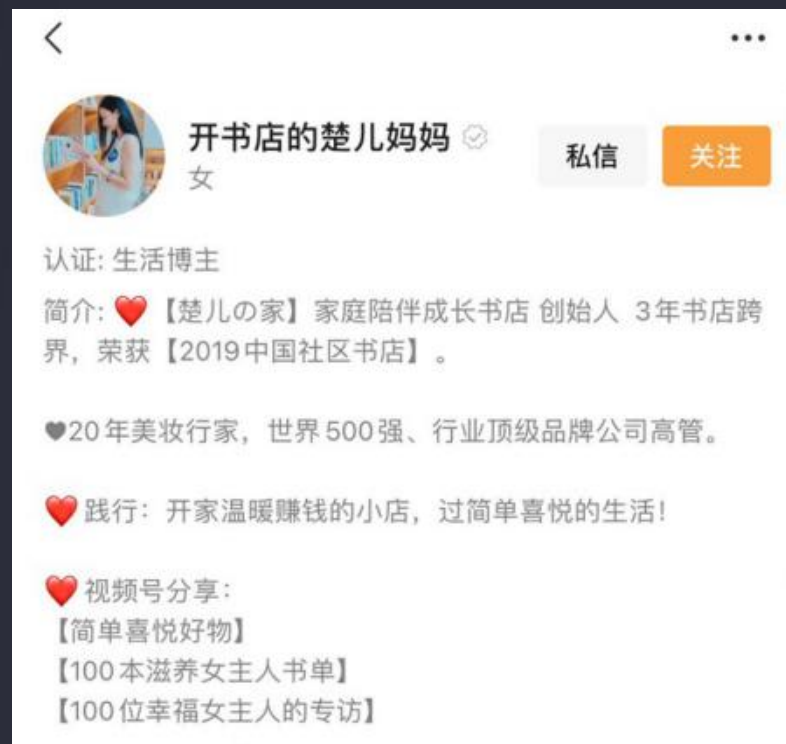 开书店的楚儿妈妈
女
私信
关注
认证: 生活博主
简介: ❤️【楚儿の家】家庭陪伴成长书店 创始人 3年书店跨
界，荣获【2019中国社区书店】。
♥20年美妆行家，世界500强、行业顶级品牌公司高管。
❤️践行：开家温暖赚钱的小店，过简单喜悦的生活！
❤️视频号分享：
【简单喜悦好物】
【100本滋养女主人书单】
【100位幸福女主人的专访】